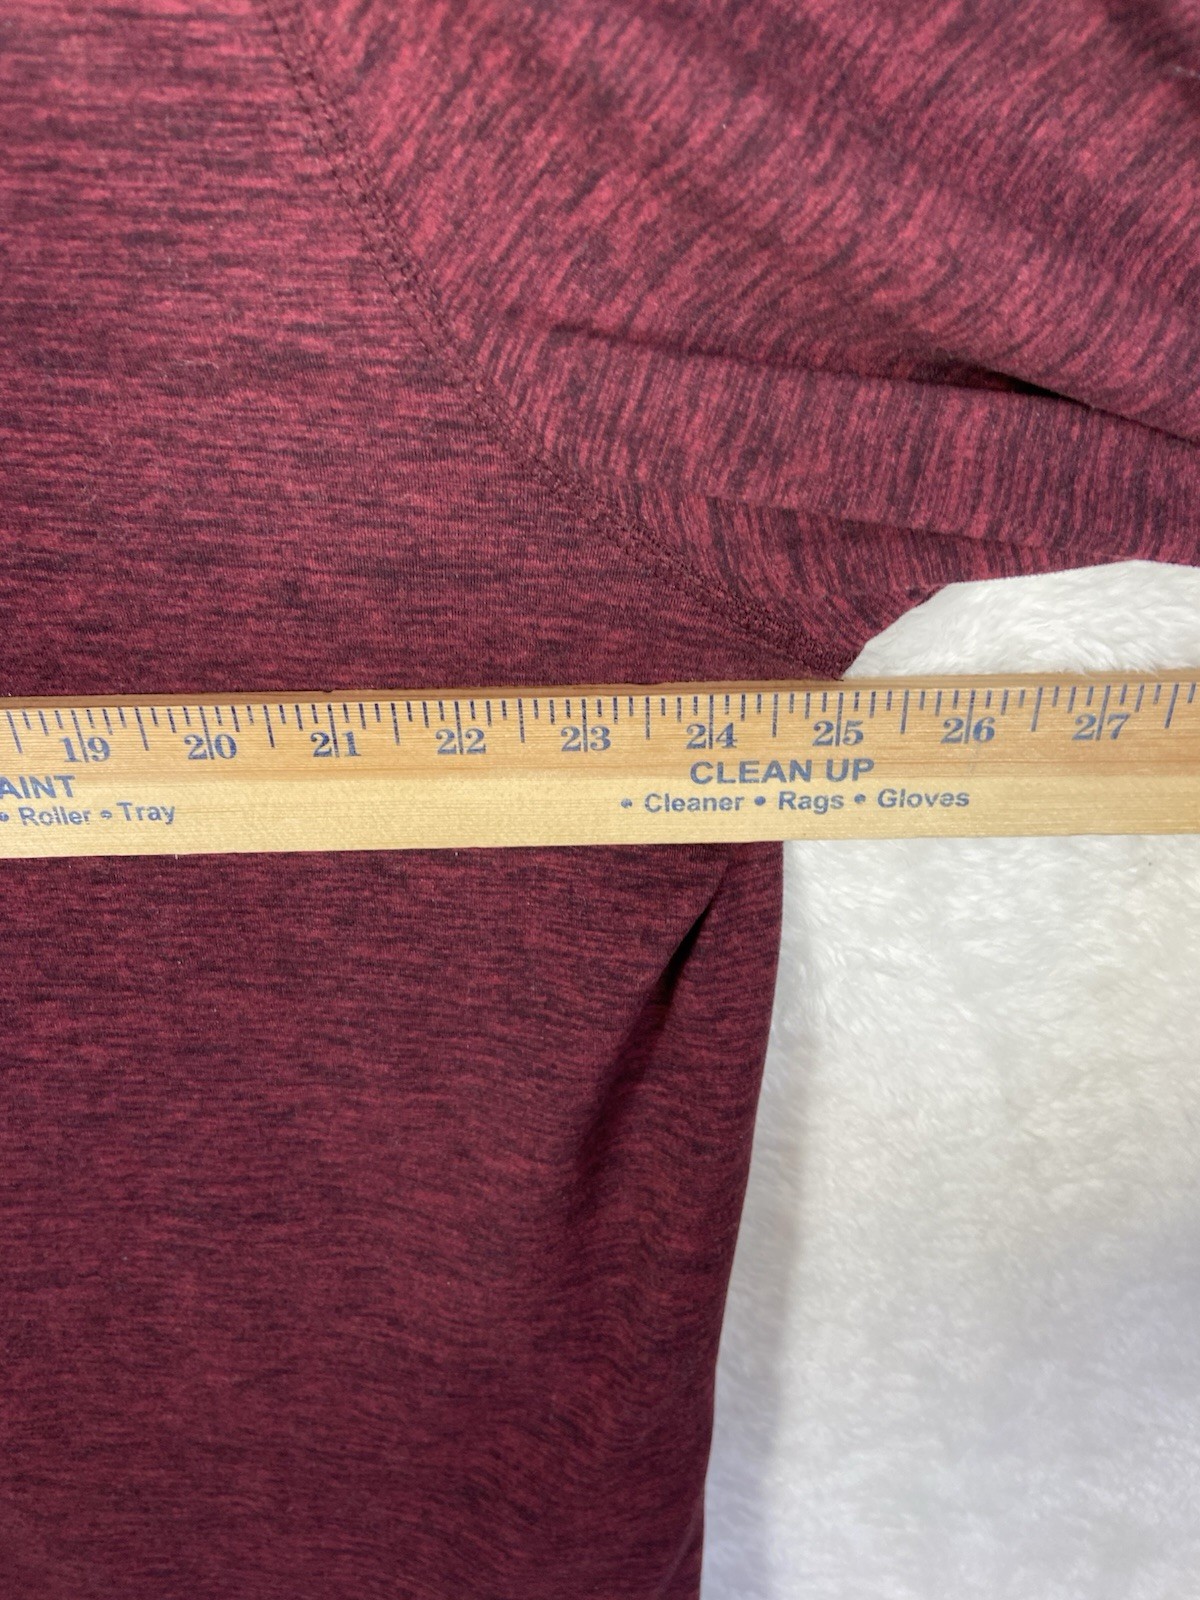 19 20 21 22 23 24 25 26 27
AINT
• Roller • Tray
CLEAN UP
• Cleaner • Rags • Gloves